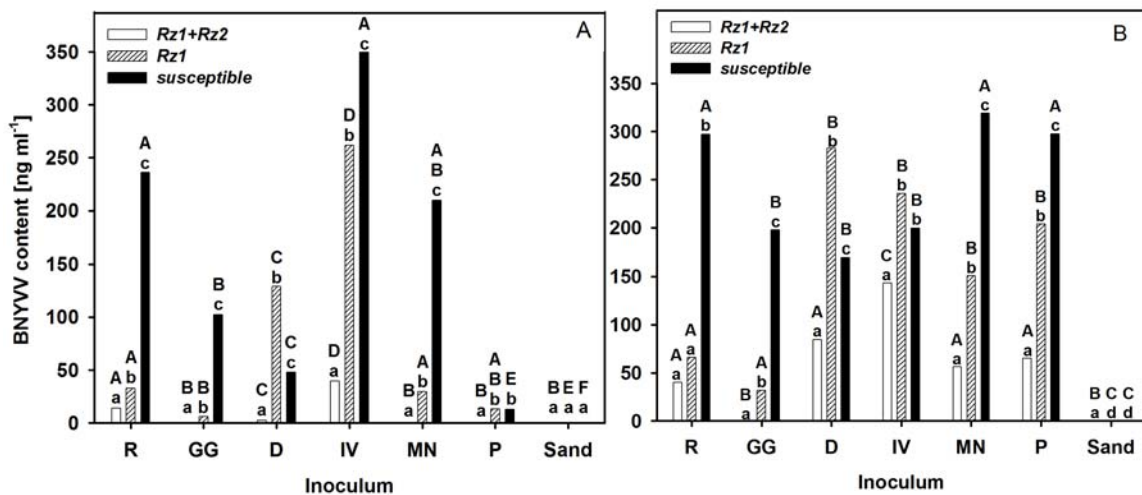 A
Rz1+Rz2
Rz1
susceptible
BNYVV content [ng ml-1]
350
300
250
200
150
100
50
0
A
a
A
b
A
c
B
a
B
b
B
c
C
a
C
b
C
c
D
a
D
b
A
c
B
a
A
b
A
B
c
B
a
A
B
b
E
b
B E F
a a a
R GG D IV MN P Sand
Inoculum
B
Rz1+Rz2
Rz1
susceptible
350
300
250
200
150
100
50
0
A
a
A
a
A
b
B
a
A
b
B
c
A
a
B
b
B
c
C
a
B
b
B
b
A
a
B
b
A
c
A
a
B
b
A
c
B C C
a d d
R GG D IV MN P Sand
Inoculum